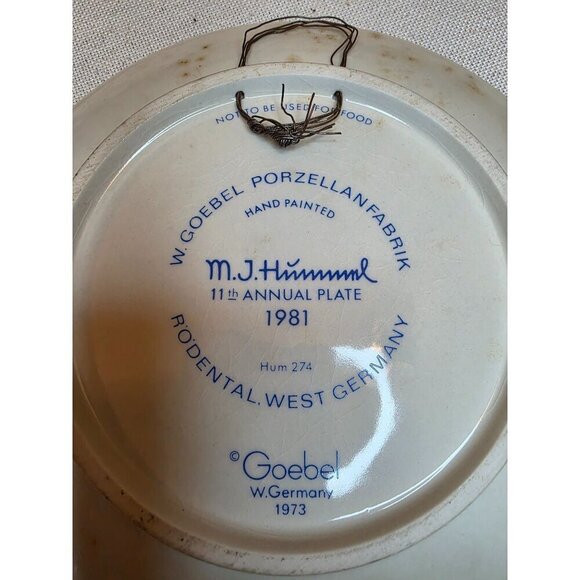 NOT TO BE USED FOR FOOD
W. GOEBEL PORZELLANFABRIK
HAND PAINTED
M.J.Hummel
11th ANNUAL PLATE
1981
Hum 274
RÖDENTAL, WEST GERMANY
© Goebel
W.Germany
1973